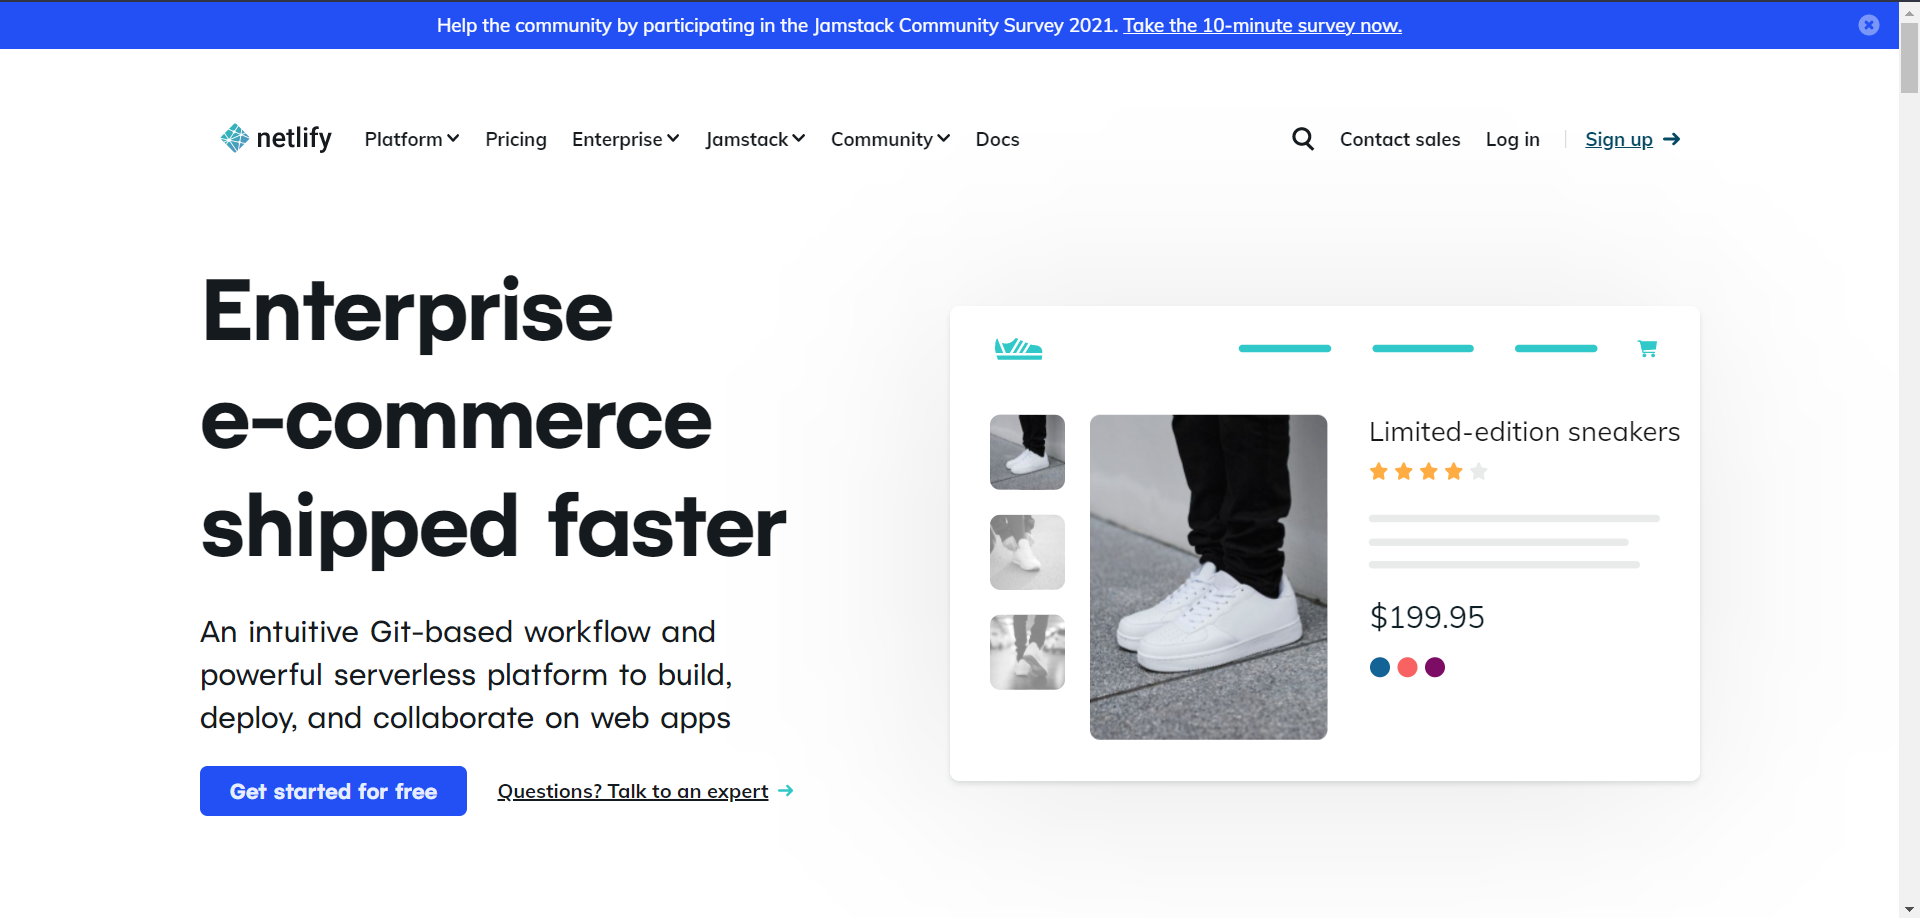 Help the community by participating in the Jamstack Community Survey 2021. Take the 10-minute survey now.
netlify Platform Pricing Enterprise Jamstack Community Docs Contact sales Log in Sign up
Enterprise
e-commerce
shipped faster
An intuitive Git-based workflow and
powerful serverless platform to build,
deploy, and collaborate on web apps
Get started for free Questions? Talk to an expert
Limited-edition sneakers
$199.95